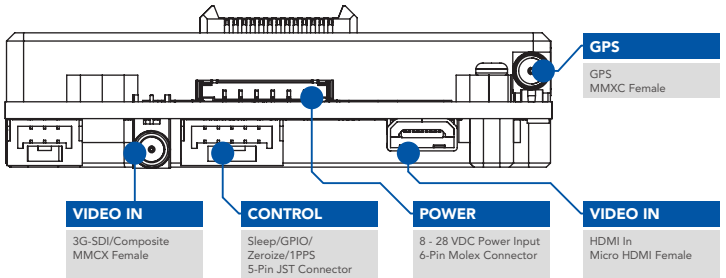 GPS
GPS
MMXC Female
VIDEO IN
3G-SDI/Composite
MMCX Female
CONTROL
Sleep/GPIO/
Zeroize/1PPS
5-Pin JST Connector
POWER
8 - 28 VDC Power Input
6-Pin Molex Connector
VIDEO IN
HDMI In
Micro HDMI Female